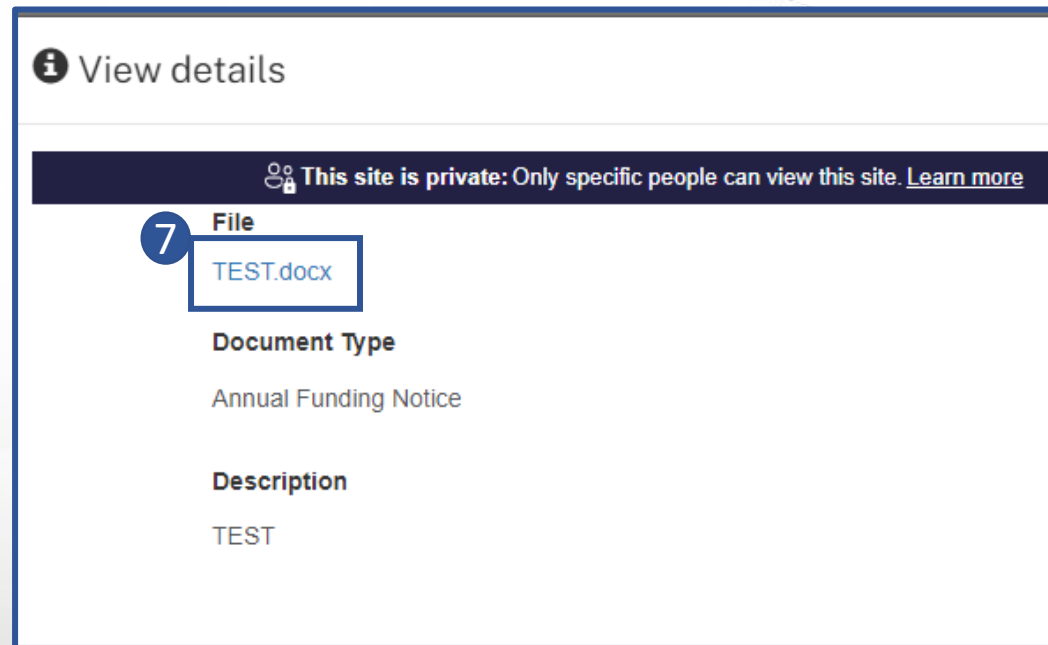 View details
This site is private: Only specific people can view this site. Learn more
File
7
TEST.docx
Document Type
Annual Funding Notice
Description
TEST